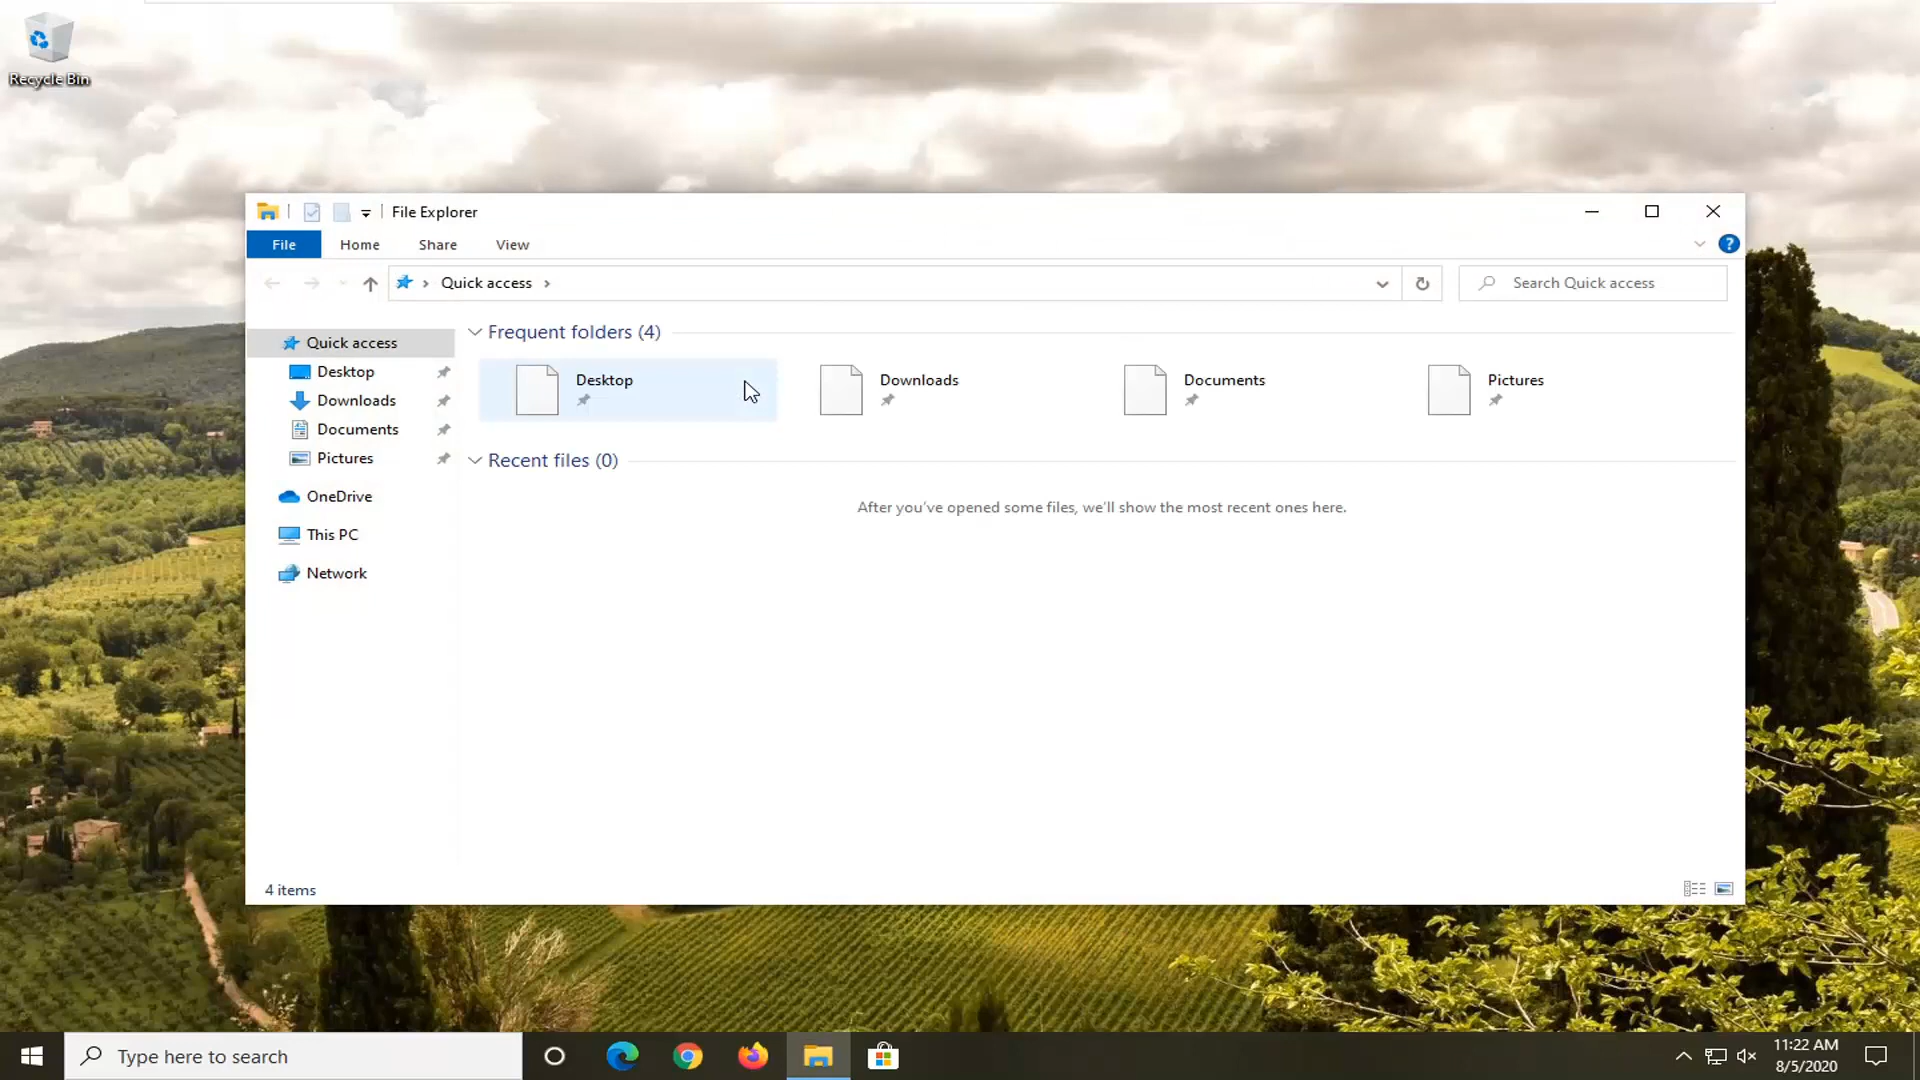 Recycle Bin
File Explorer
File Home Share View
Quick access
Search Quick access
Quick access
Desktop
Downloads
Documents
Pictures
OneDrive
This PC
Network
Frequent folders (4)
Desktop
Downloads
Documents
Pictures
Recent files (0)
After you've opened some files, we'll show the most recent ones here.
4 items
Type here to search
11:22 AM
8/5/2020